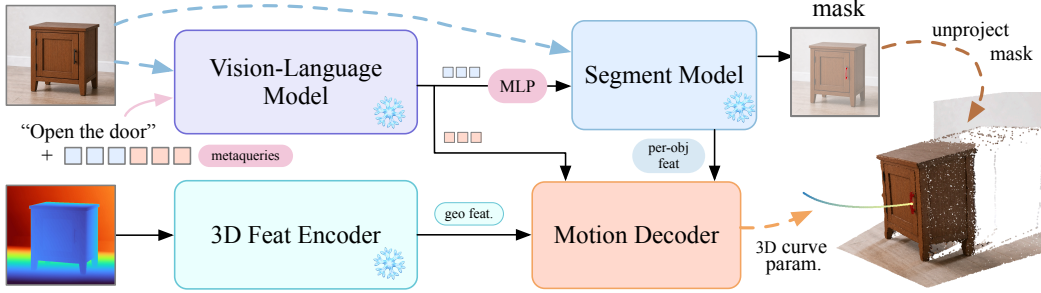 mask
unproject
mask
Vision-Language
Model
MLP
Segment Model
“Open the door”
+
metaqueries
per-obj
feat
3D Feat Encoder
geo feat.
Motion Decoder
3D curve
param.